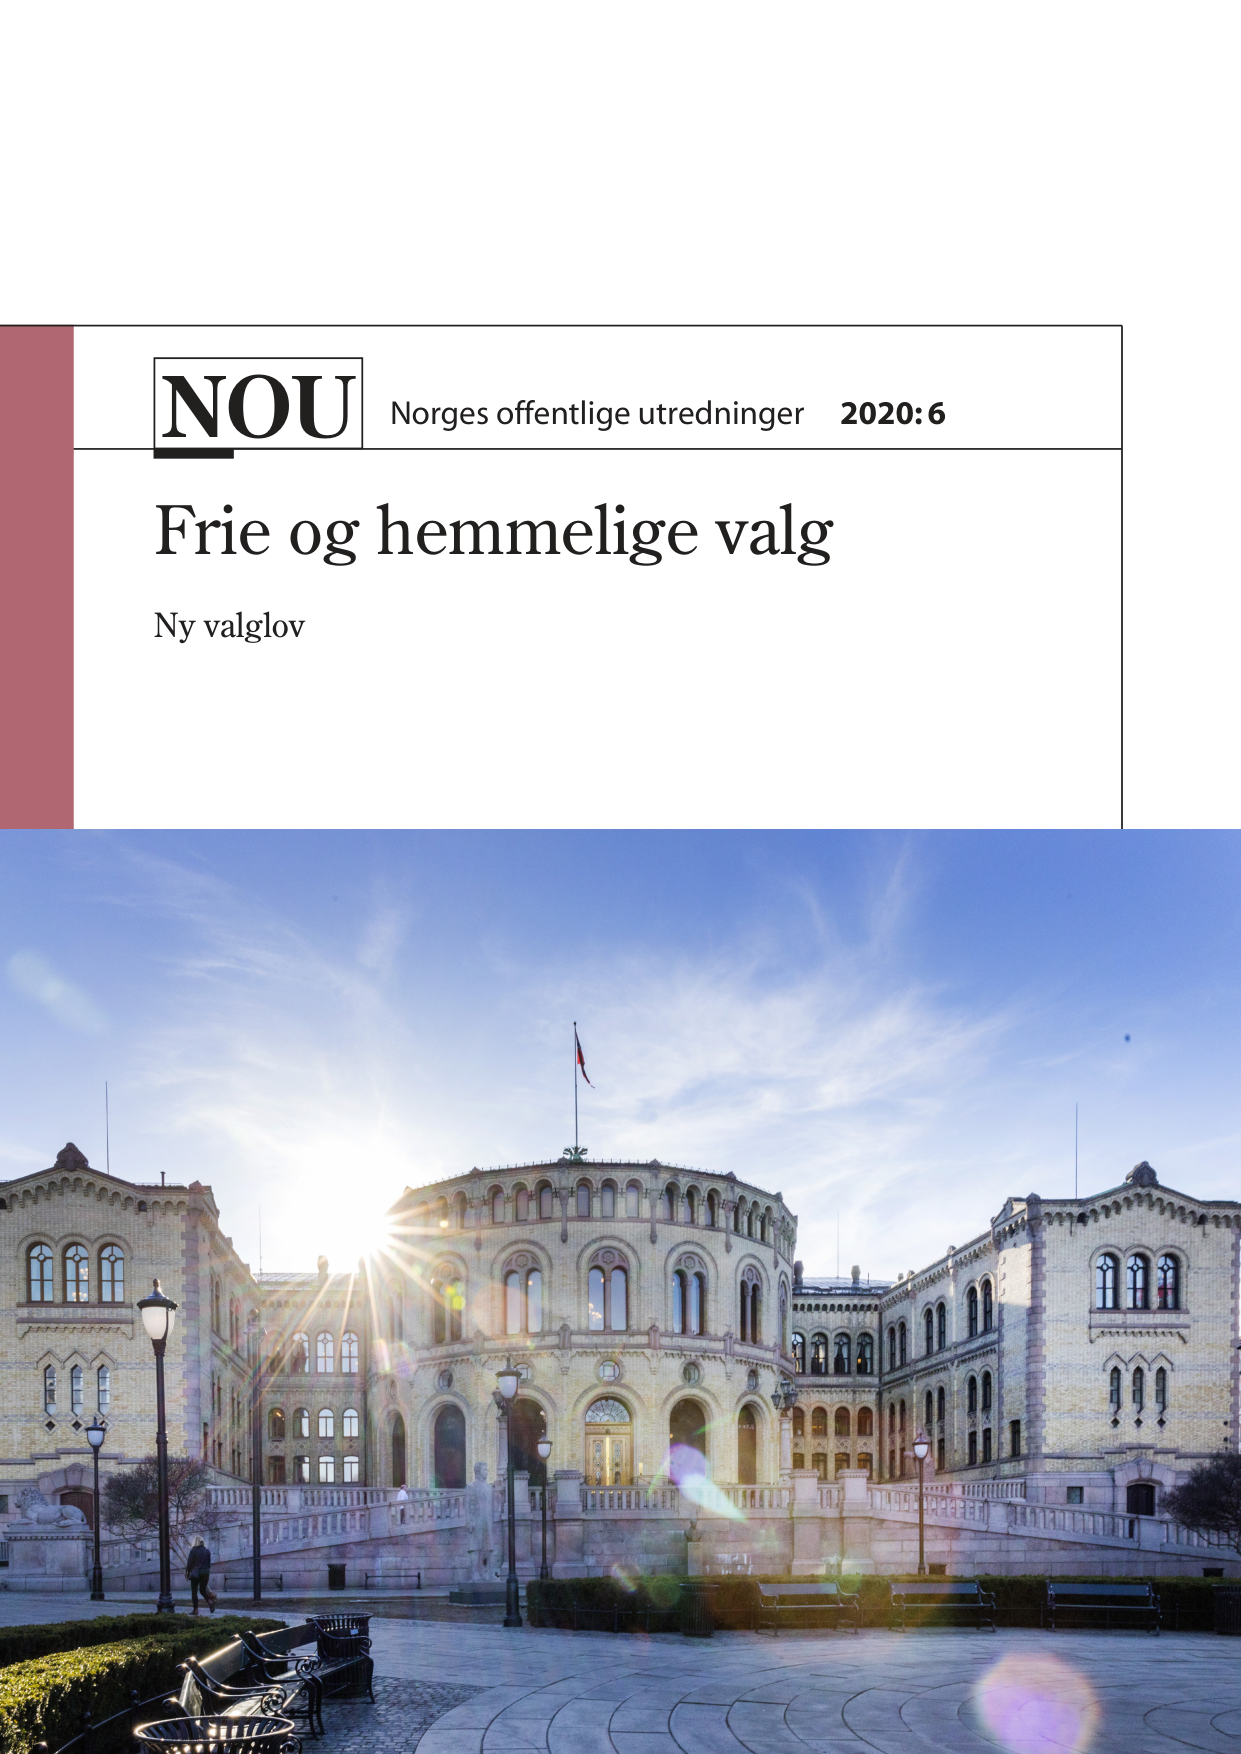 NOU Norges offentlige utredninger 2020: 6
Frie og hemmelige valg
Ny valglov